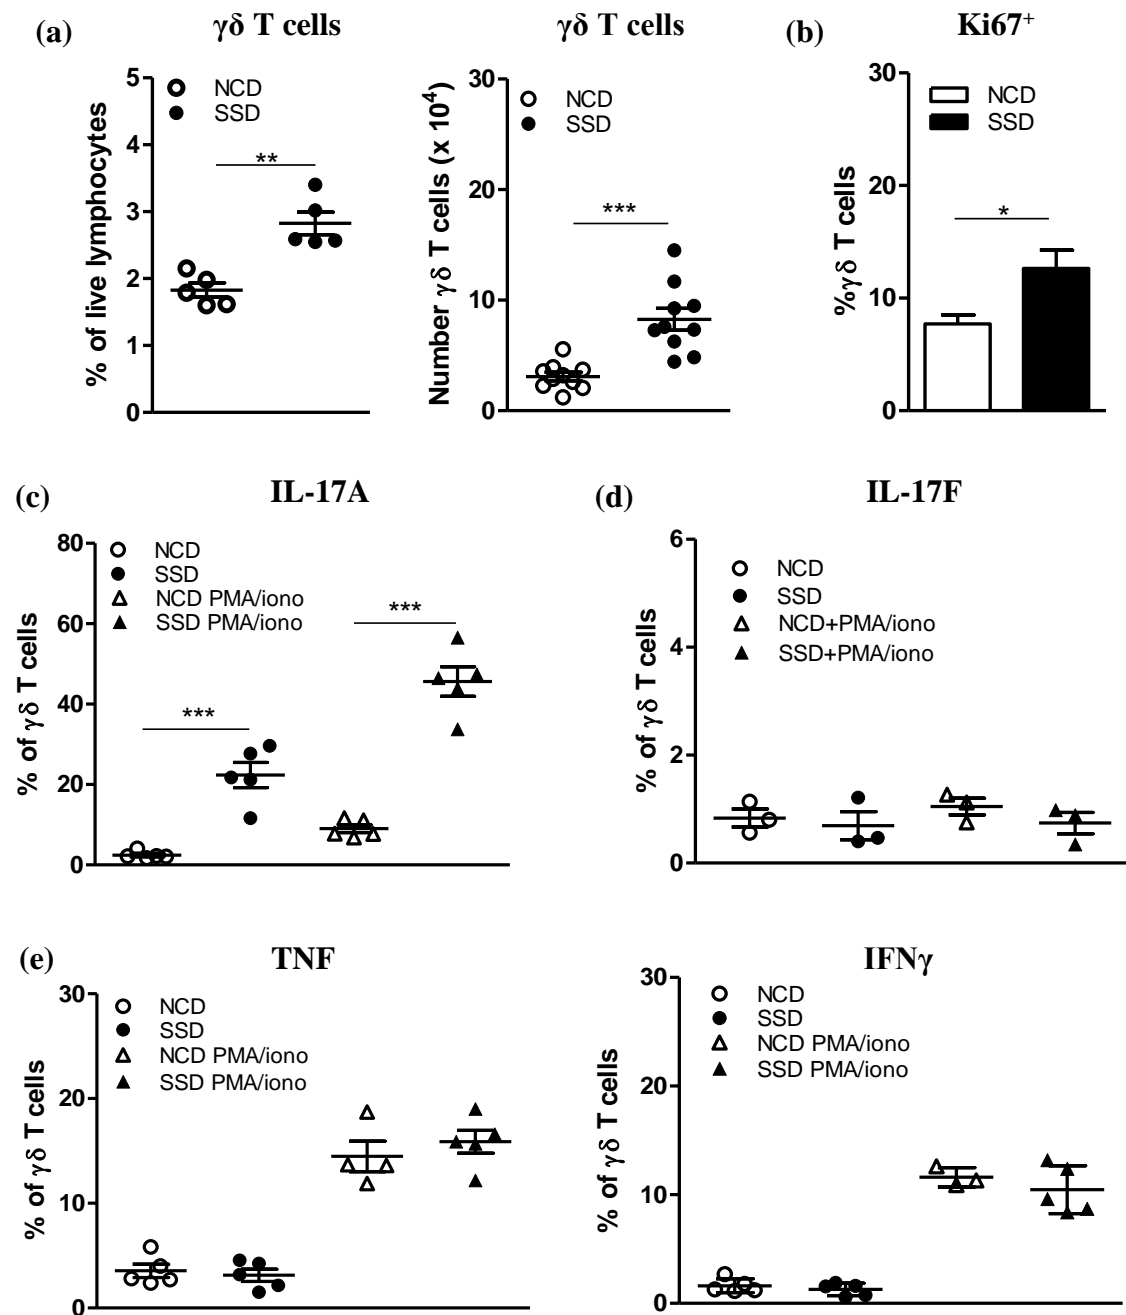 (a)
γδ T cells
% of live lymphocytes
5
4
3
2
1
0
NCD
SSD
**
γδ T cells
Number γδ T cells (x 10⁴)
30
20
10
0
NCD
SSD
***
(b)
Ki67⁺
%γδ T cells
30
20
10
0
NCD
SSD
*
(c)
IL-17A
% of γδ T cells
80
60
40
20
0
NCD
SSD
NCD PMA/iono
SSD PMA/iono
***
***
(d)
IL-17F
% of γδ T cells
6
4
2
0
NCD
SSD
NCD+PMA/iono
SSD+PMA/iono
(e)
TNF
% of γδ T cells
30
20
10
0
NCD
SSD
NCD PMA/iono
SSD PMA/iono
IFNγ
% of γδ T cells
30
20
10
0
NCD
SSD
NCD PMA/iono
SSD PMA/iono